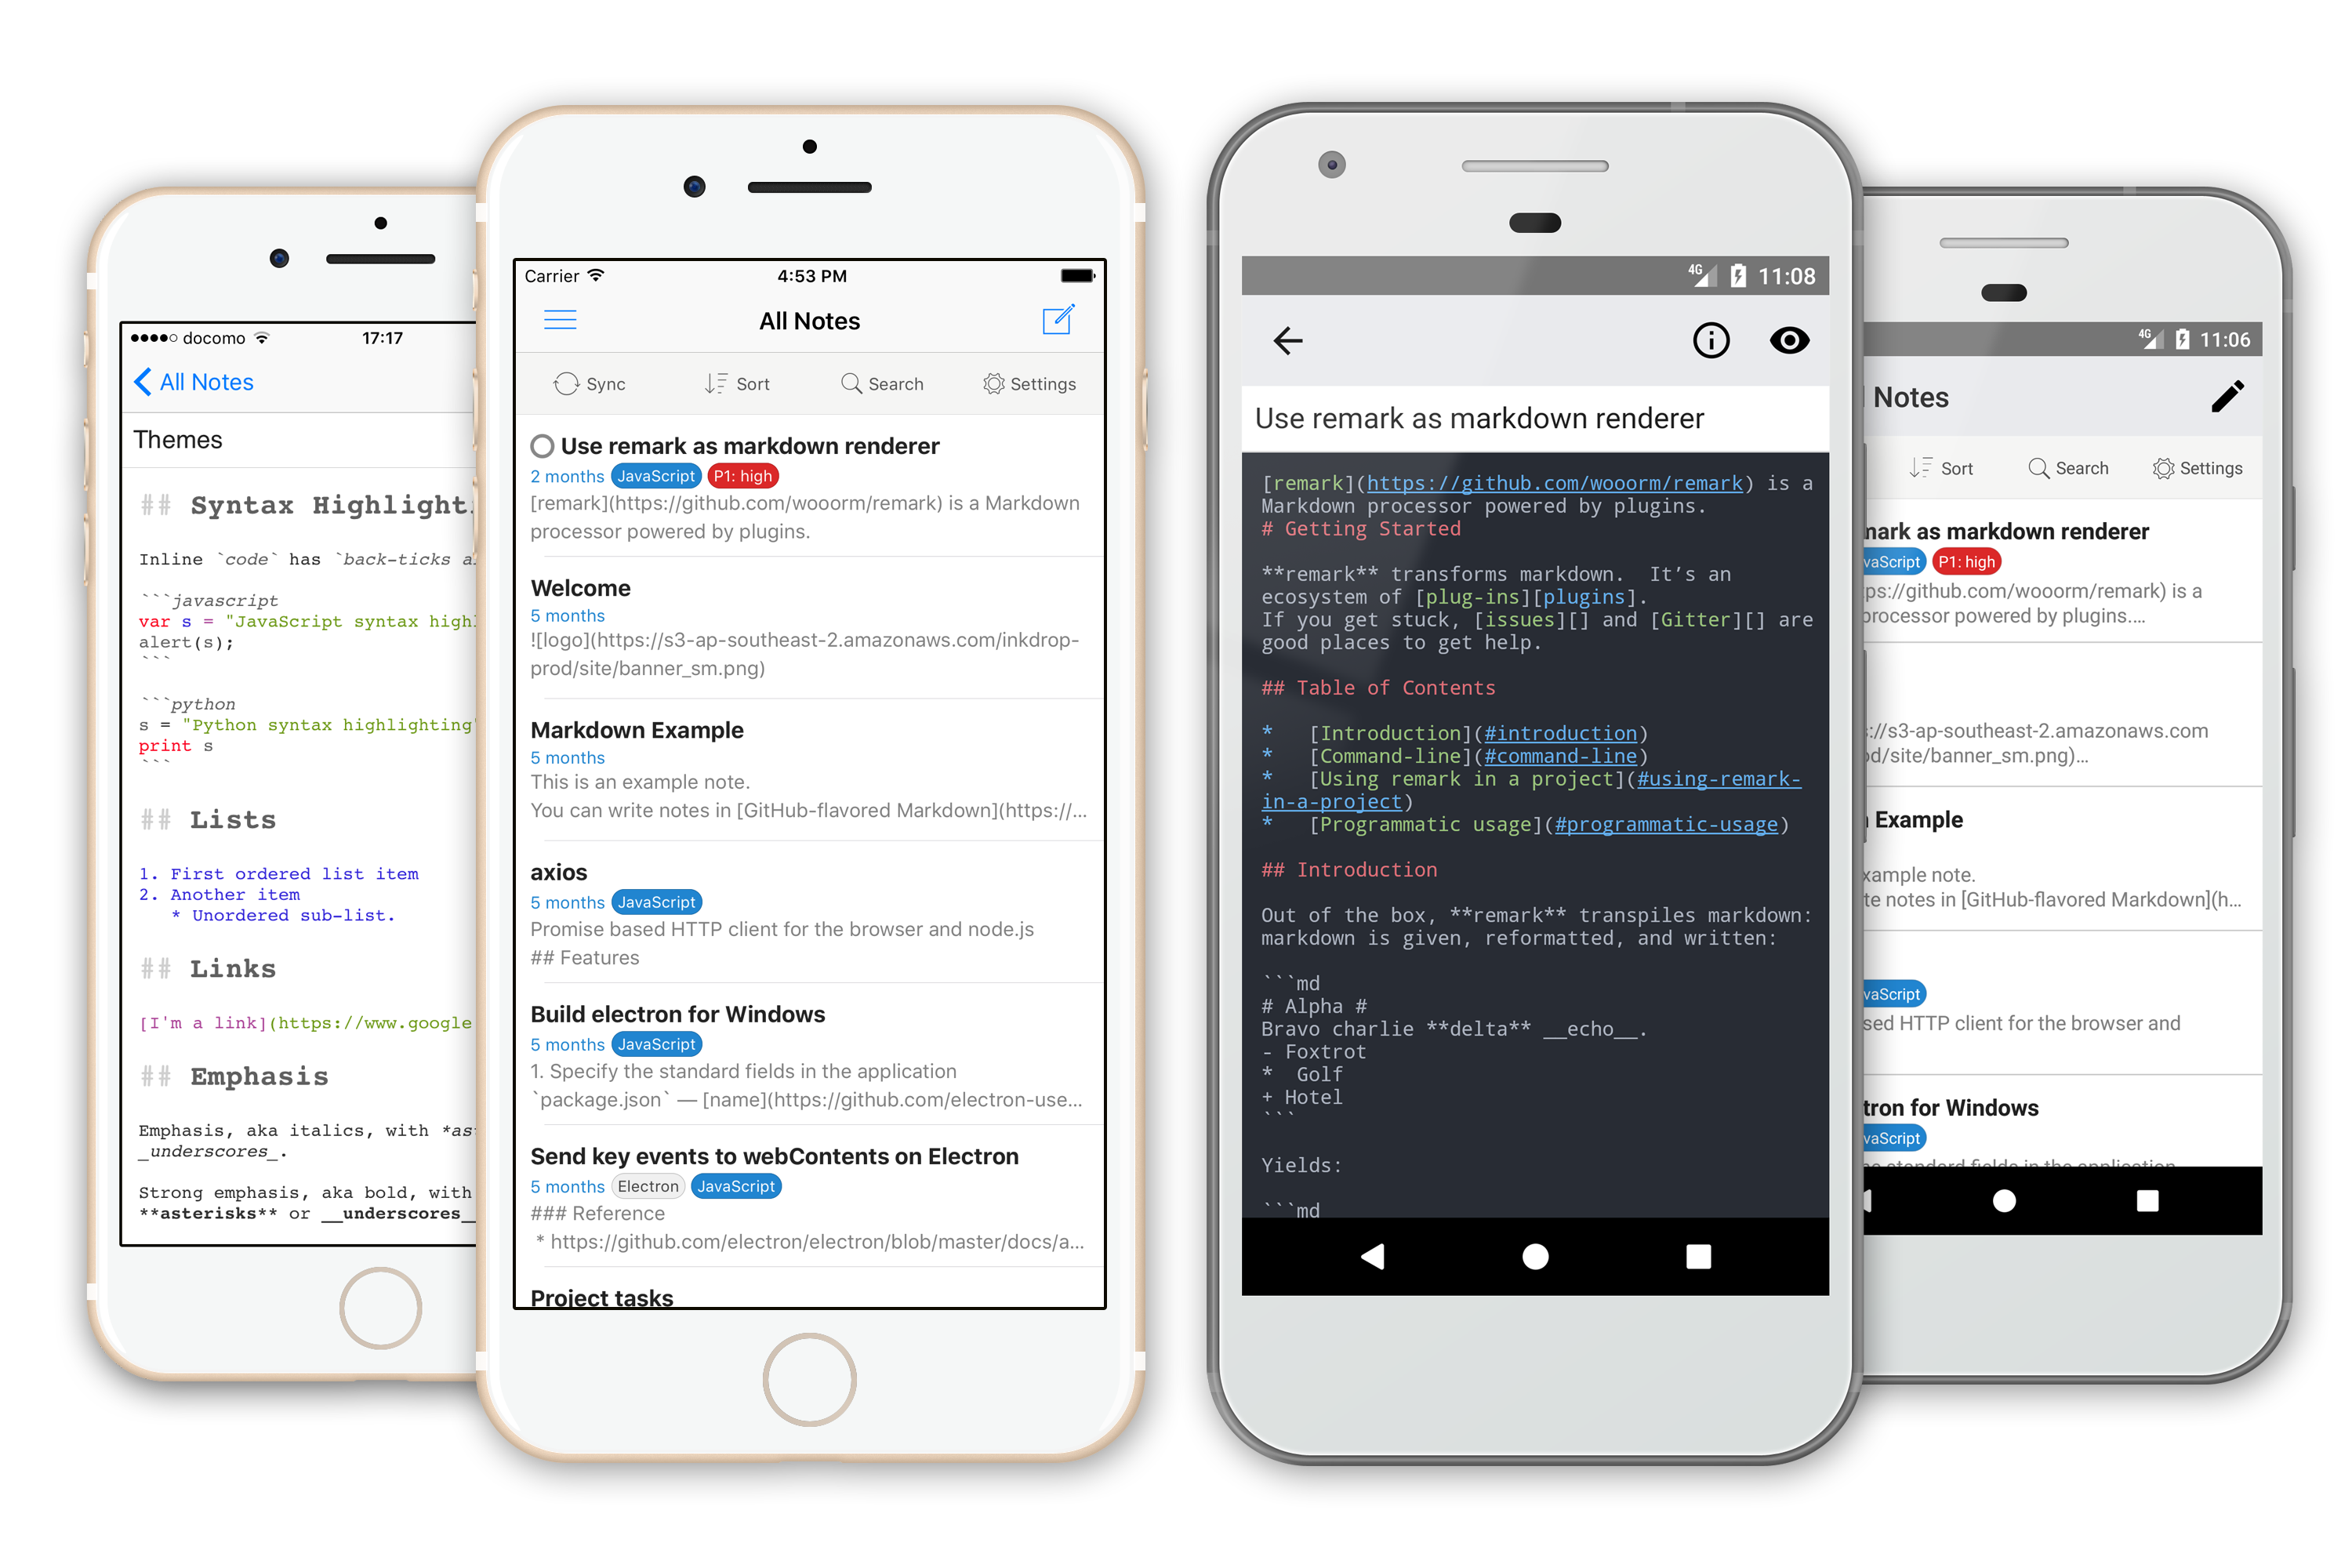 docomo 17:17
All Notes
Themes
## Syntax Highlight
Inline `code` has `back-ticks
```javascript
var s = "JavaScript syntax high
alert(s);
```
```python
s = "Python syntax highlighting
print s
```
## Lists
1. First ordered list item
2. Another item
* Unordered sub-list.
## Links
[I'm a link](https://www.google
## Emphasis
Emphasis, aka italics, with *as
_underscores_.
Strong emphasis, aka bold, with
**asterisks** or __underscores__
Carrier 4:53 PM
All Notes
Sync Sort Search Settings
Use remark as markdown renderer
2 months JavaScript P1: high
[remark](https://github.com/wooorm/remark) is a Markdown
processor powered by plugins.
Welcome
5 months
![logo](https://s3-ap-southeast-2.amazonaws.com/inkdrop-
prod/site/banner_sm.png)
Markdown Example
5 months
This is an example note.
You can write notes in [GitHub-flavored Markdown](https://...
axios
5 months JavaScript
Promise based HTTP client for the browser and node.js
## Features
Build electron for Windows
5 months JavaScript
1. Specify the standard fields in the application
`package.json` — [name](https://github.com/electron-use...
Send key events to webContents on Electron
5 months Electron JavaScript
### Reference
* https://github.com/electron/electron/blob/master/docs/a...
Project tasks
4G 11:08
Use remark as markdown renderer
[remark](https://github.com/wooorm/remark) is a
Markdown processor powered by plugins.
# Getting Started
**remark** transforms markdown. It’s an
ecosystem of [plug-ins][plugins].
If you get stuck, [issues][] and [Gitter][] are
good places to get help.
## Table of Contents
* [Introduction](#introduction)
* [Command-line](#command-line)
* [Using remark in a project](#using-remark-
in-a-project)
* [Programmatic usage](#programmatic-usage)
## Introduction
Out of the box, **remark** transpiles markdown:
markdown is given, reformatted, and written:
```md
# Alpha #
Bravo charlie **delta** __echo__.
- Foxtrot
* Golf
+ Hotel
```
Yields:
```md
4G 11:06
Notes
Sort Search Settings
mark as markdown renderer
vaScript P1: high
ps://github.com/wooorm/remark) is a
processor powered by plugins....
://s3-ap-southeast-2.amazonaws.com
od/site/banner_sm.png)...
Example
xample note.
te notes in [GitHub-flavored Markdown](h...
vaScript
sed HTTP client for the browser and
tron for Windows
vaScript
standard fields in the application